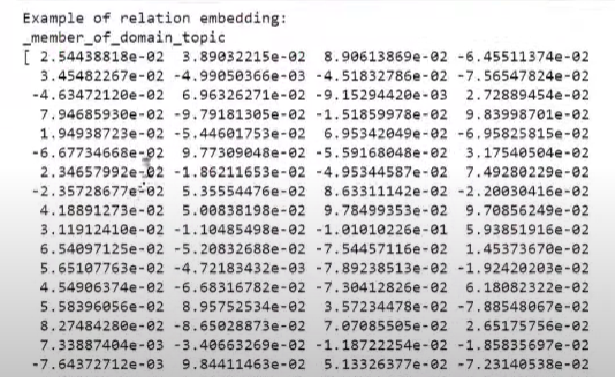 Example of relation embedding:
_member_of_domain_topic
[ 2.54438818e-02 3.89032215e-02 8.90613869e-02 -6.45511374e-02
3.45482267e-02 -4.99050366e-03 -4.51832786e-02 -7.56547824e-02
-4.63472120e-02 6.96326271e-02 -9.15294420e-03 2.72889454e-02
7.94685930e-02 -9.79181305e-02 -1.51859978e-02 9.83998701e-02
1.94938723e-02 -5.44601753e-02 6.95342049e-02 -6.95825815e-02
-6.67734668e-02 9.77309048e-02 -5.59168048e-02 3.17540504e-02
2.34657992e-02 -1.86211653e-02 -4.95344587e-02 7.49280229e-02
-2.35728677e-02 5.35554476e-02 8.63311142e-02 -2.20030416e-02
4.18891273e-02 5.00838198e-02 9.78499353e-02 9.70856249e-02
3.11912410e-02 -1.10485498e-02 -1.01010226e-01 5.93851916e-02
6.54097125e-02 -5.20832688e-02 -7.54457116e-02 1.45373670e-02
5.65107763e-02 -4.72183432e-03 -7.89238513e-02 -1.92420203e-02
4.54906374e-02 -6.68316782e-02 -7.30412826e-02 6.18082322e-02
5.58396056e-02 8.95752534e-02 3.57234478e-02 -7.88548067e-02
8.27484280e-02 -8.65028873e-02 7.07085505e-02 2.65175756e-02
7.33887404e-03 -3.40663269e-02 -1.18722254e-02 -1.85835697e-02
-7.64372712e-03 9.84411463e-02 5.13326377e-02 -7.23140538e-02